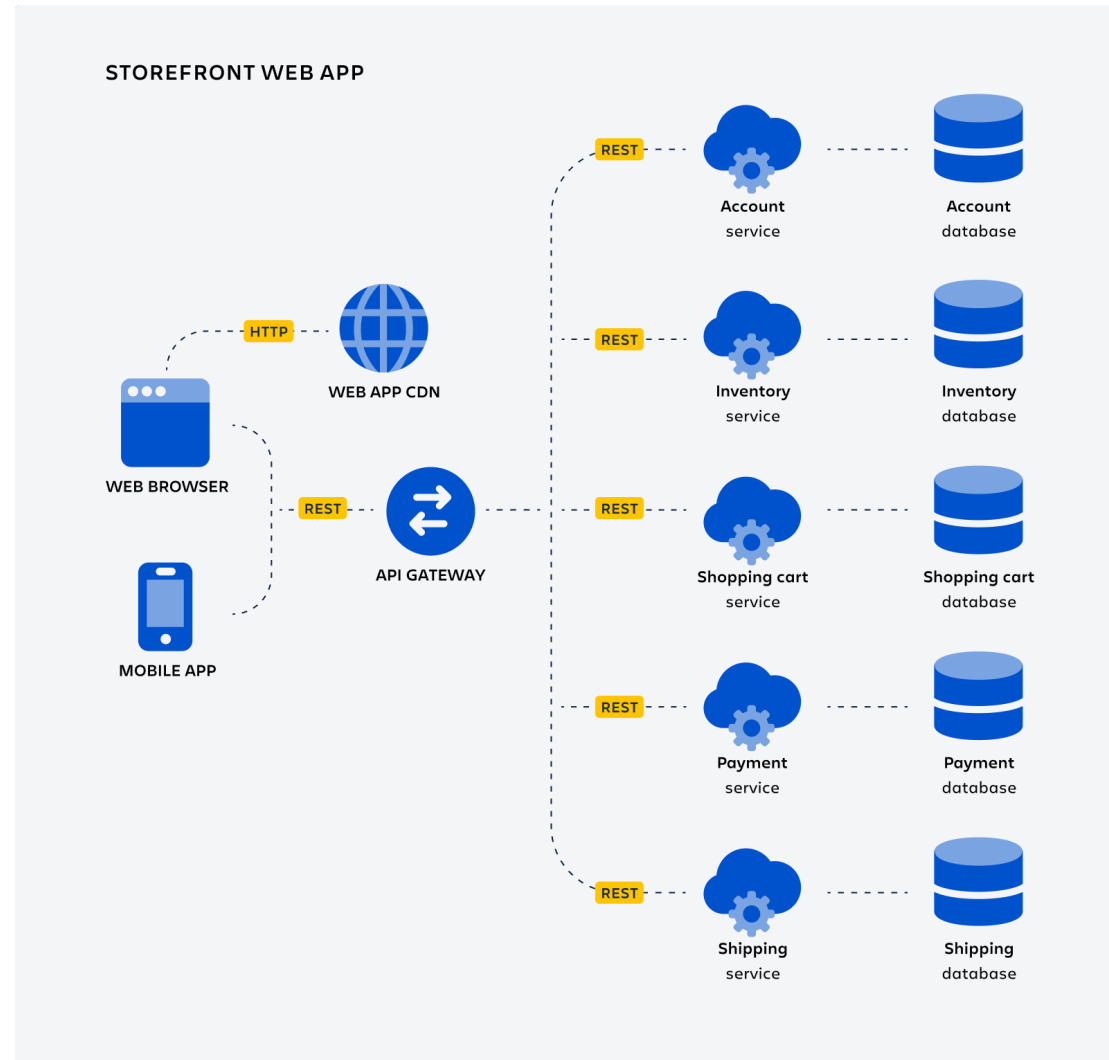 STOREFRONT WEB APP
REST
Account
service
Account
database
HTTP
WEB APP CDN
REST
Inventory
service
Inventory
database
WEB BROWSER
REST
API GATEWAY
REST
Shopping cart
service
Shopping cart
database
MOBILE APP
REST
Payment
service
Payment
database
REST
Shipping
service
Shipping
database